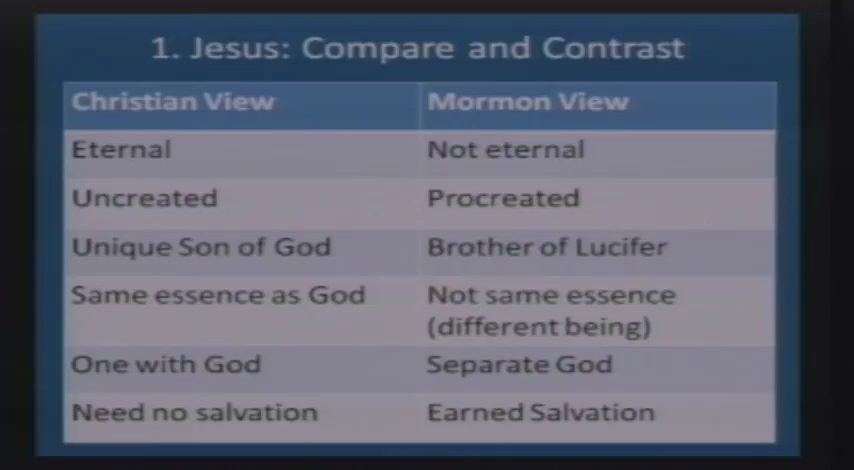 1. Jesus: Compare and Contrast
Christian View Mormon View
Eternal Not eternal
Uncreated Procreated
Unique Son of God Brother of Lucifer
Same essence as God Not same essence
(different being)
One with God Separate God
Need no salvation Earned Salvation